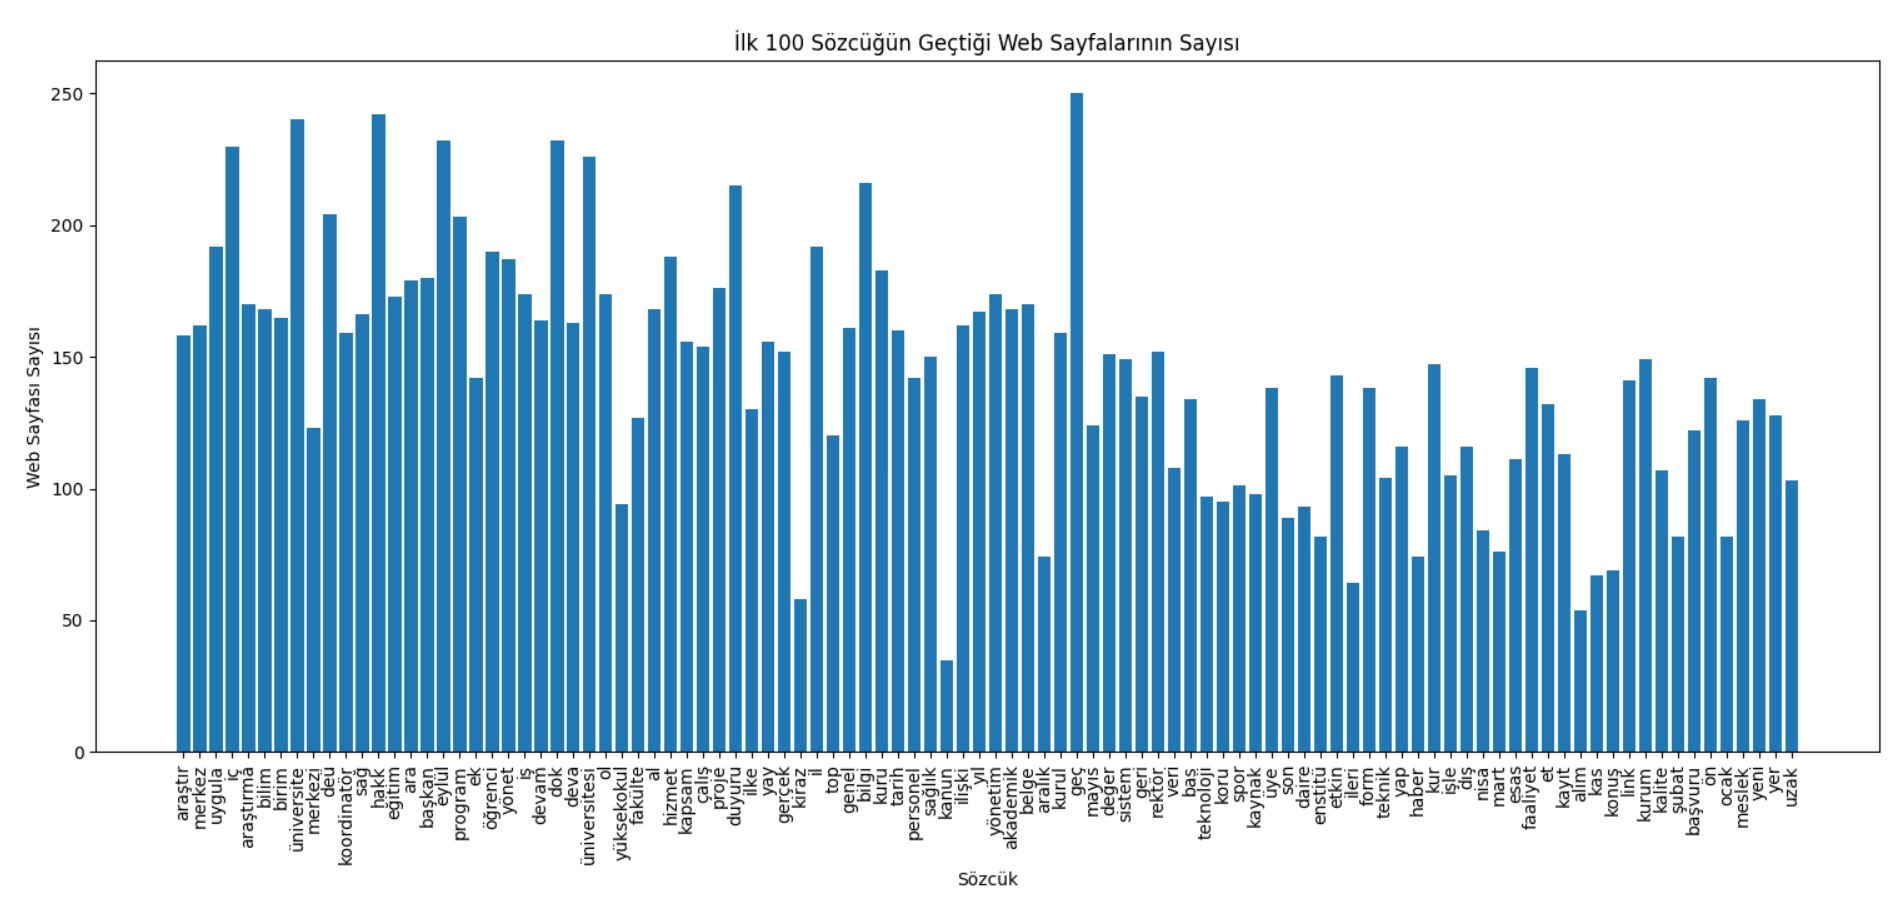 İlk 100 Sözcüğün Geçtiği Web Sayfalarının Sayısı
Web Sayfası Sayısı
250
200
150
100
50
0
araştır
merkez
uygula
iç
araştırma
bilim
birim
üniversite
merkezi
deü
koordinatör
sağ
hakk
eğitim
ara
başkan
eylül
program
ek
öğrenci
yönet
iş
devam
dok
deva
üniversitesi
ol
yüksekokul
fakülte
al
hizmet
kapsam
çalış
proje
duyuru
ilke
yay
gerçek
kiraz
il
top
genel
bilgi
kuru
tarih
personel
sağlık
kanun
ilişki
yıl
yönetim
akademik
belge
aralık
kurul
geç
mayıs
değer
sistem
geri
rektör
veri
baş
teknoloji
koru
spor
kaynak
üye
son
daire
enstitü
etkin
ileri
form
teknik
yap
haber
kur
işle
dış
nisa
mart
esas
faaliyet
et
kayıt
alım
kas
konuş
link
kurum
kalite
şubat
başvuru
ön
ocak
meslek
yeni
yer
uzak
Sözcük